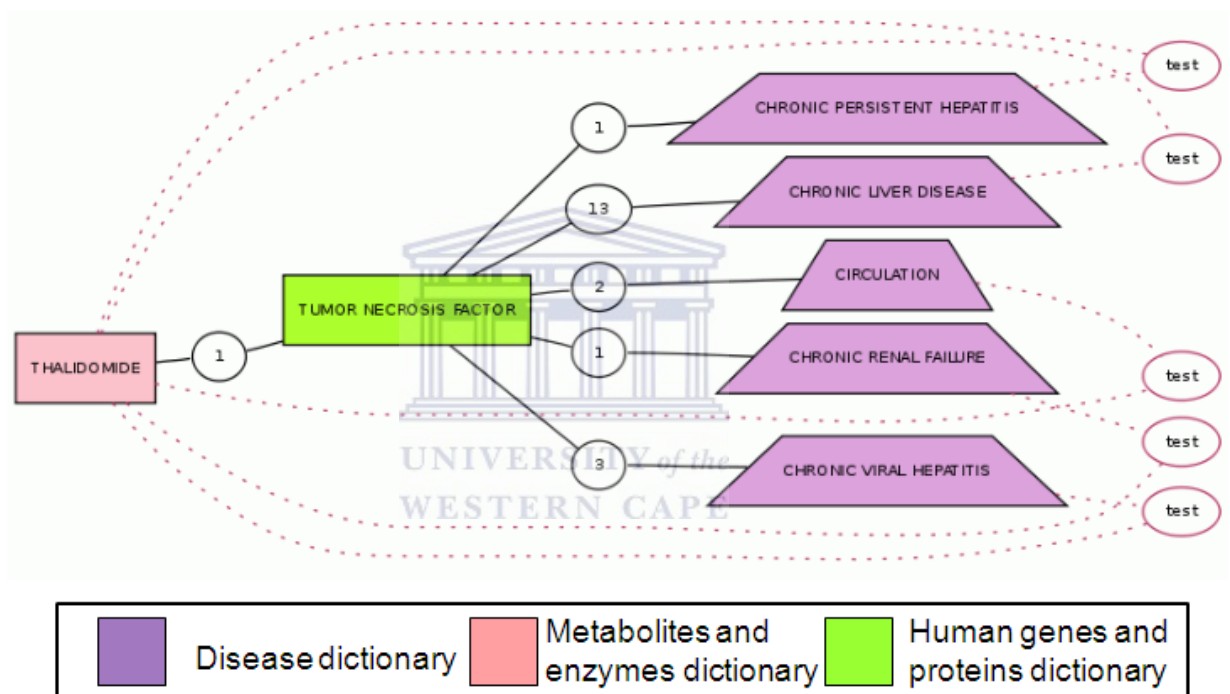 test
CHRONIC PERSISTENT HEPATITIS
1
test
CHRONIC LIVER DISEASE
13
CIRCULATION
2
TUMOR NECROSIS FACTOR
CHRONIC RENAL FAILURE
1
THALIDOMIDE
1
test
test
UNIVERSITY of the
3
CHRONIC VIRAL HEPATITIS
WESTERN CAPE
test
Disease dictionary
Metabolites and
enzymes dictionary
Human genes and
proteins dictionary